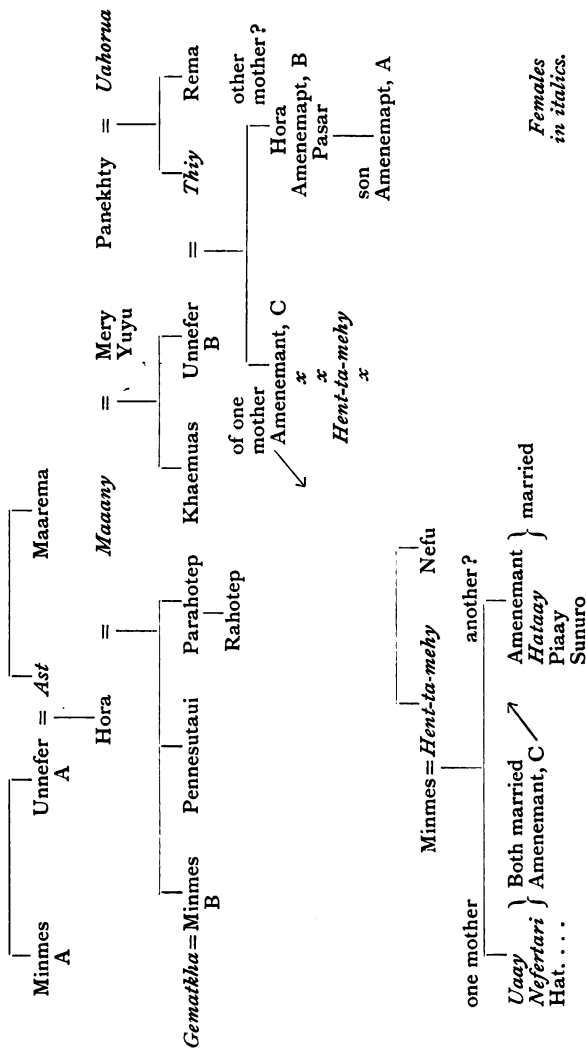 Minmes Unnefer = Ast Maarema
A A
Hora = Maaany = Mery Panekhty = Uahorua
Yuyu
Gematkha = Minmes Pennesutaui Parahotep Khaemuas Unnefer = Thiy Rema
B B
Rahotep
of one other
mother mother?
Amenemant, C Hora
x Amenemapt, B
x Pasar
Hent-ta-mehy son
x Amenemapt, A
Minmes = Hent-ta-mehy Nefu
one mother another?
Uaay } Both married Amenemant } married
Nefertari } Amenemant, C Hataay
Hat.... Piaay
Sunuro
Females
in italics.